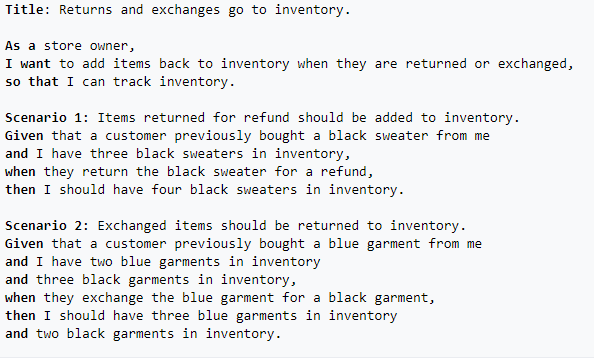 Title: Returns and exchanges go to inventory.
As a store owner,
I want to add items back to inventory when they are returned or exchanged,
so that I can track inventory.
Scenario 1: Items returned for refund should be added to inventory.
Given that a customer previously bought a black sweater from me
and I have three black sweaters in inventory,
when they return the black sweater for a refund,
then I should have four black sweaters in inventory.
Scenario 2: Exchanged items should be returned to inventory.
Given that a customer previously bought a blue garment from me
and I have two blue garments in inventory
and three black garments in inventory,
when they exchange the blue garment for a black garment,
then I should have three blue garments in inventory
and two black garments in inventory.